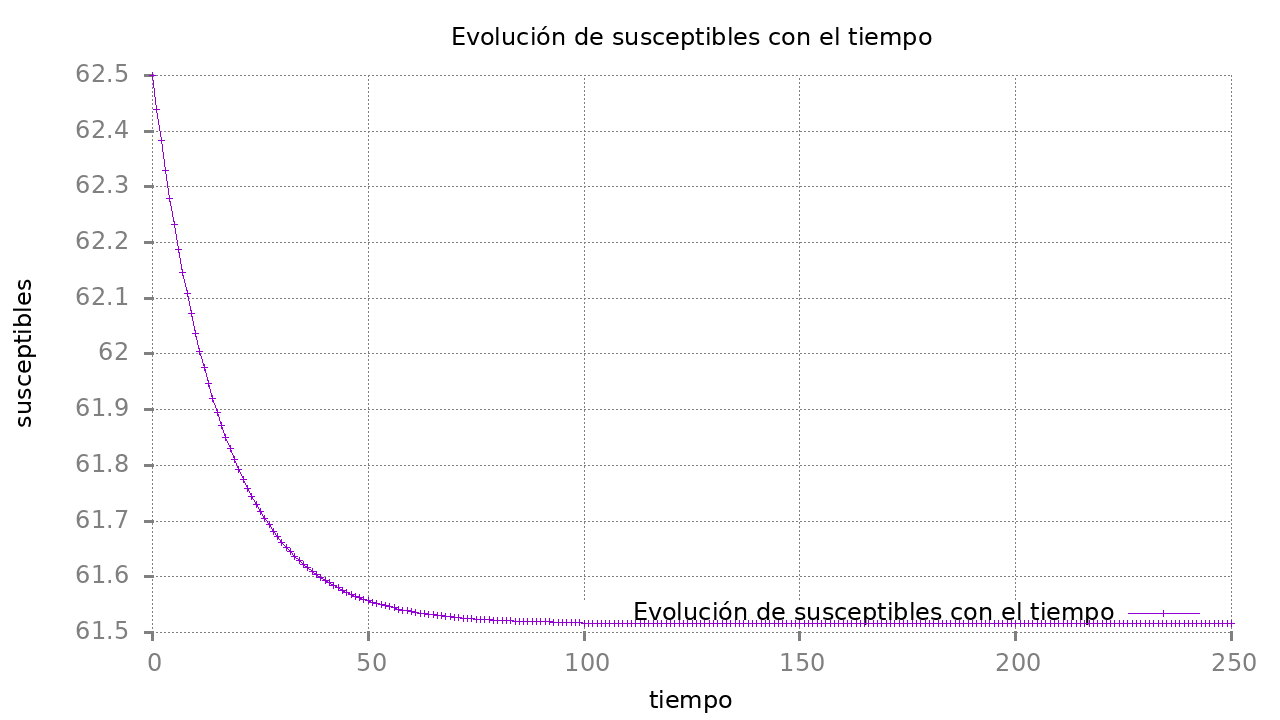 Evolución de susceptibles con el tiempo
62.5
62.4
62.3
62.2
62.1
62
61.9
61.8
61.7
61.6
61.5
susceptibles
Evolución de susceptibles con el tiempo
0 50 100 150 200 250
tiempo